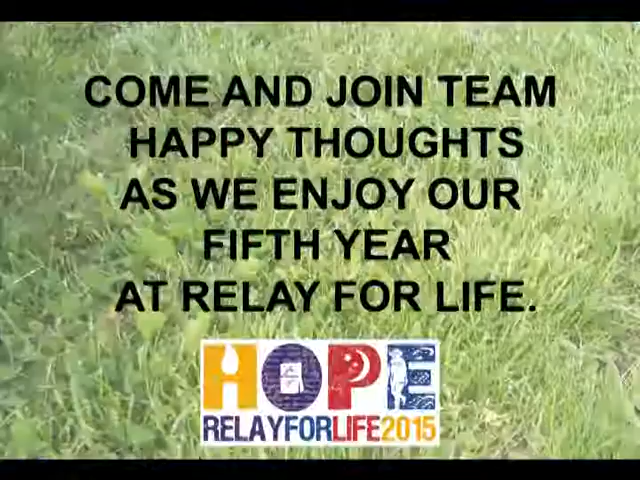 COME AND JOIN TEAM
HAPPY THOUGHTS
AS WE ENJOY OUR
FIFTH YEAR
AT RELAY FOR LIFE.
HOPE
RELAYFORLIFE2015